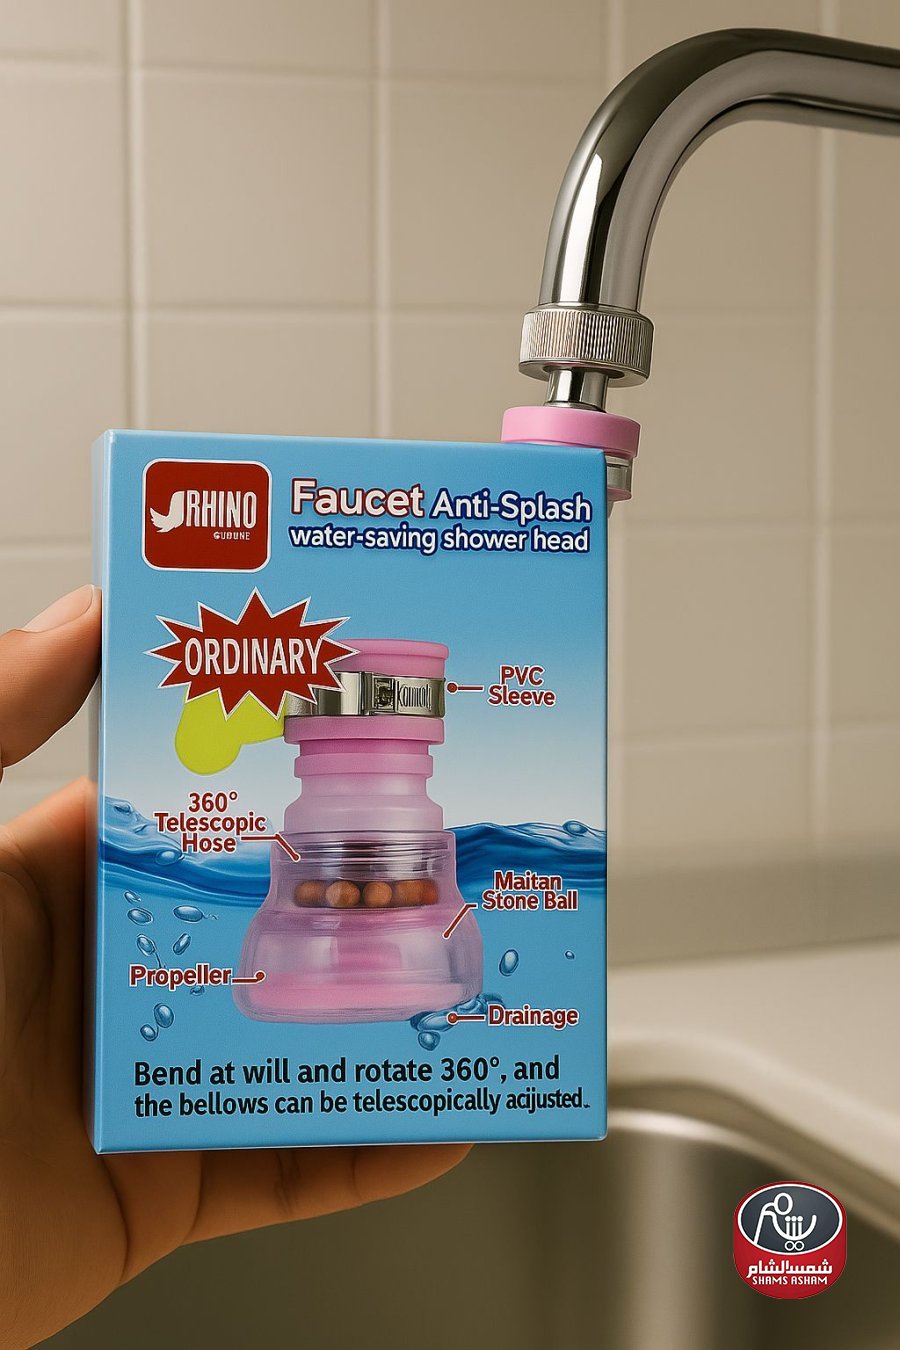 RHINO
Faucet Anti-Splash
water-saving shower head
ORDINARY
PVC
Sleeve
360°
Telescopic
Hose
Maitan
Stone Ball
Propeller
Drainage
Bend at will and rotate 360°, and
the bellows can be telescopically acijusted.
شمس الشام
SHAMS ASHAM